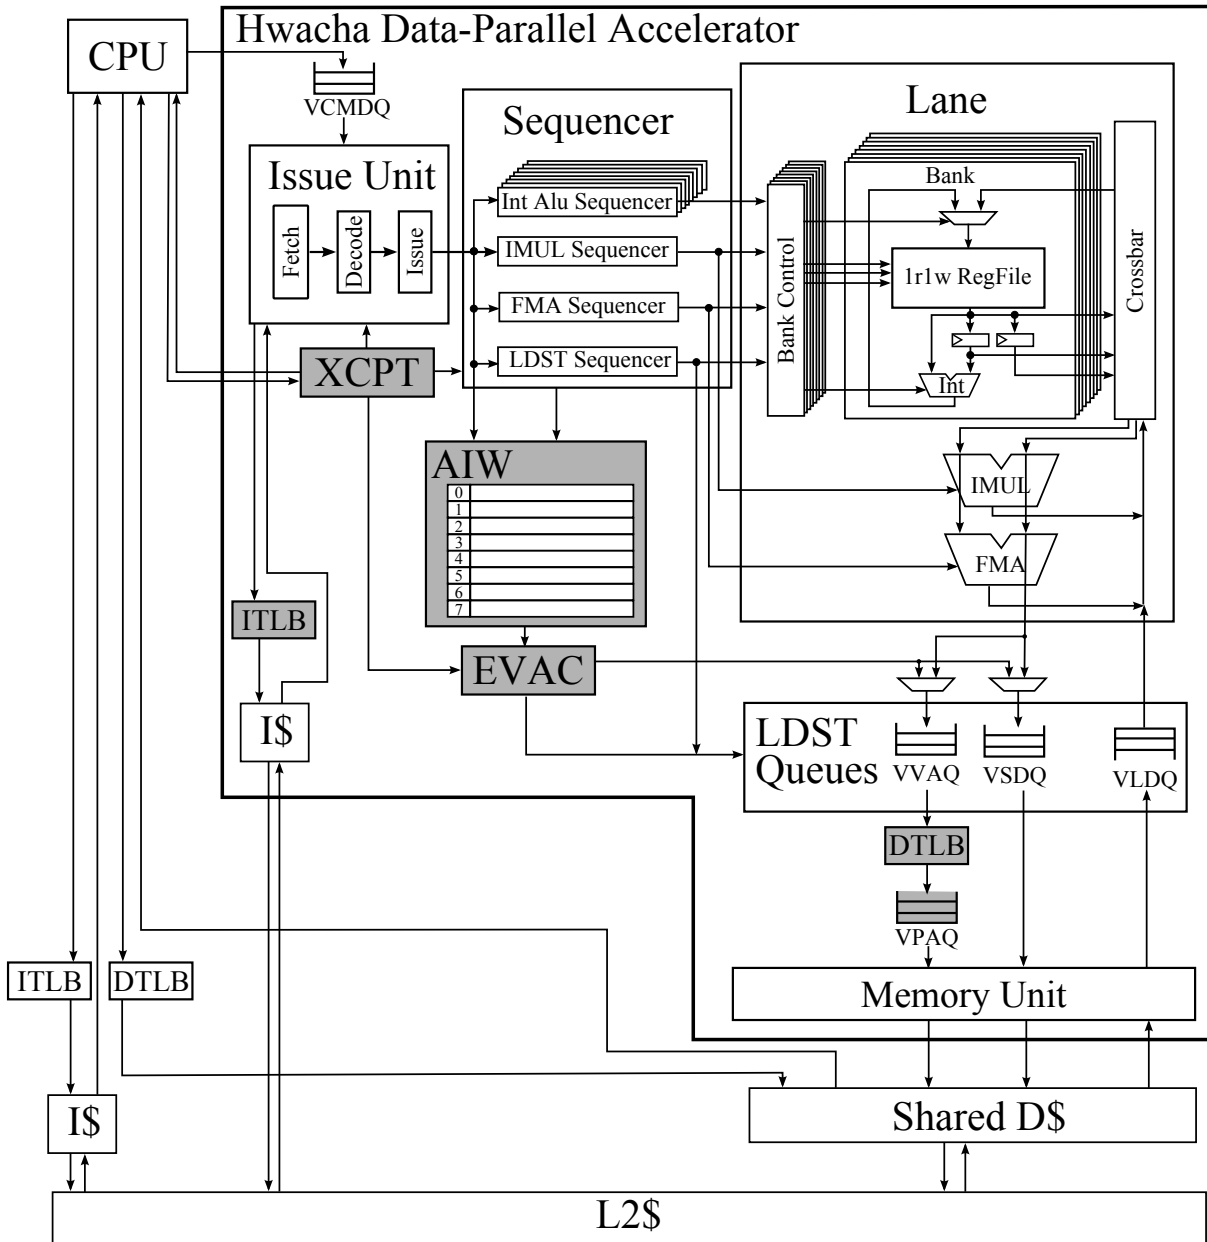 Hwacha Data-Parallel Accelerator
CPU
VCMDQ
Issue Unit
Fetch
Decode
Issue
Sequencer
Int Alu Sequencer
IMUL Sequencer
FMA Sequencer
LDST Sequencer
Lane
Bank Control
Bank
1r1w RegFile
Int
Crossbar
IMUL
FMA
XCPT
AIW
0
1
2
3
4
5
6
7
EVAC
ITLB
I$
LDST
Queues
VVAQ
VSDQ
VLDQ
DTLB
VPAQ
Memory Unit
ITLB
DTLB
I$
Shared D$
L2$